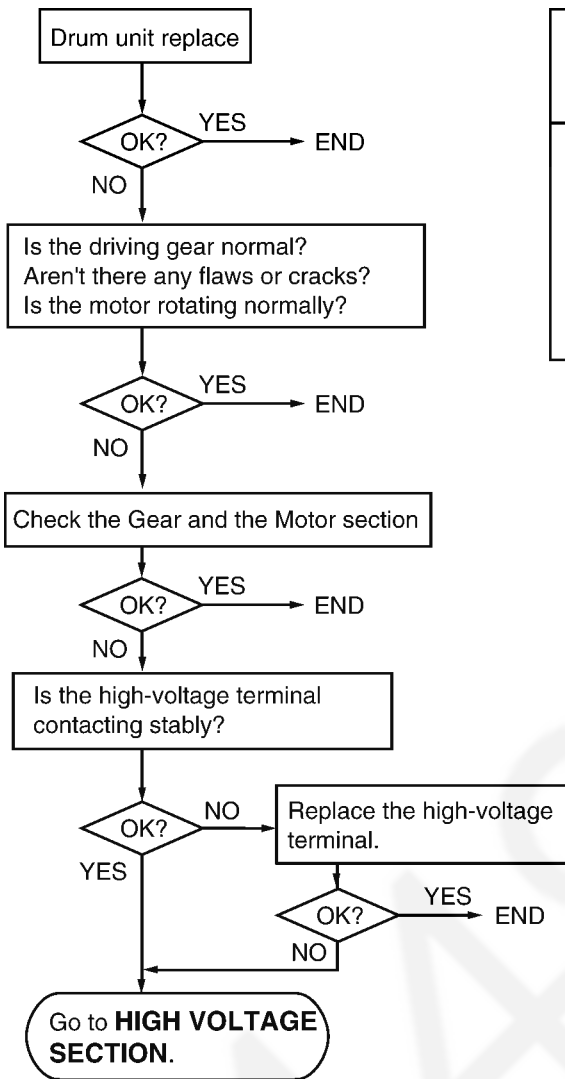 Drum unit replace
OK?
YES
END
NO
Is the driving gear normal?
Aren't there any flaws or cracks?
Is the motor rotating normally?
OK?
YES
END
NO
Check the Gear and the Motor section
OK?
YES
END
NO
Is the high-voltage terminal
contacting stably?
OK?
NO
Replace the high-voltage
terminal.
YES
OK?
YES
END
NO
Go to HIGH VOLTAGE
SECTION.